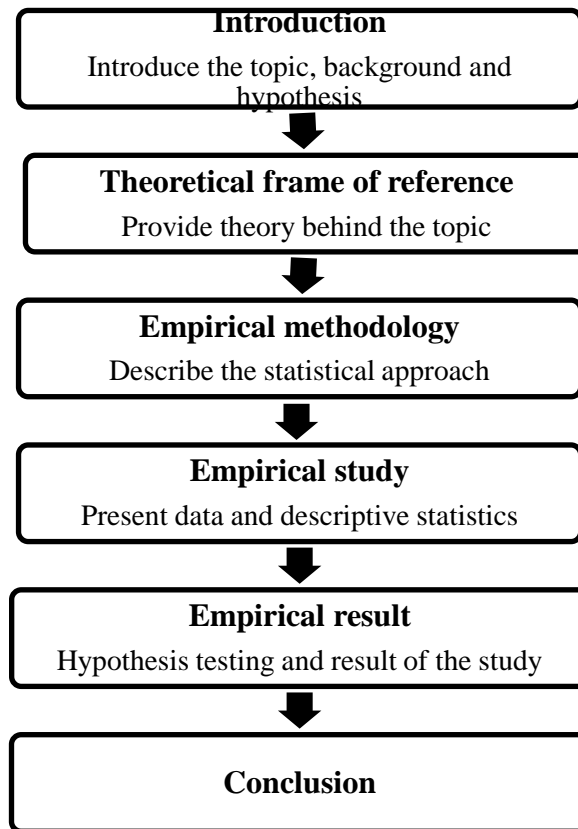 Introduction
Introduce the topic, background and
hypothesis
Theoretical frame of reference
Provide theory behind the topic
Empirical methodology
Describe the statistical approach
Empirical study
Present data and descriptive statistics
Empirical result
Hypothesis testing and result of the study
Conclusion